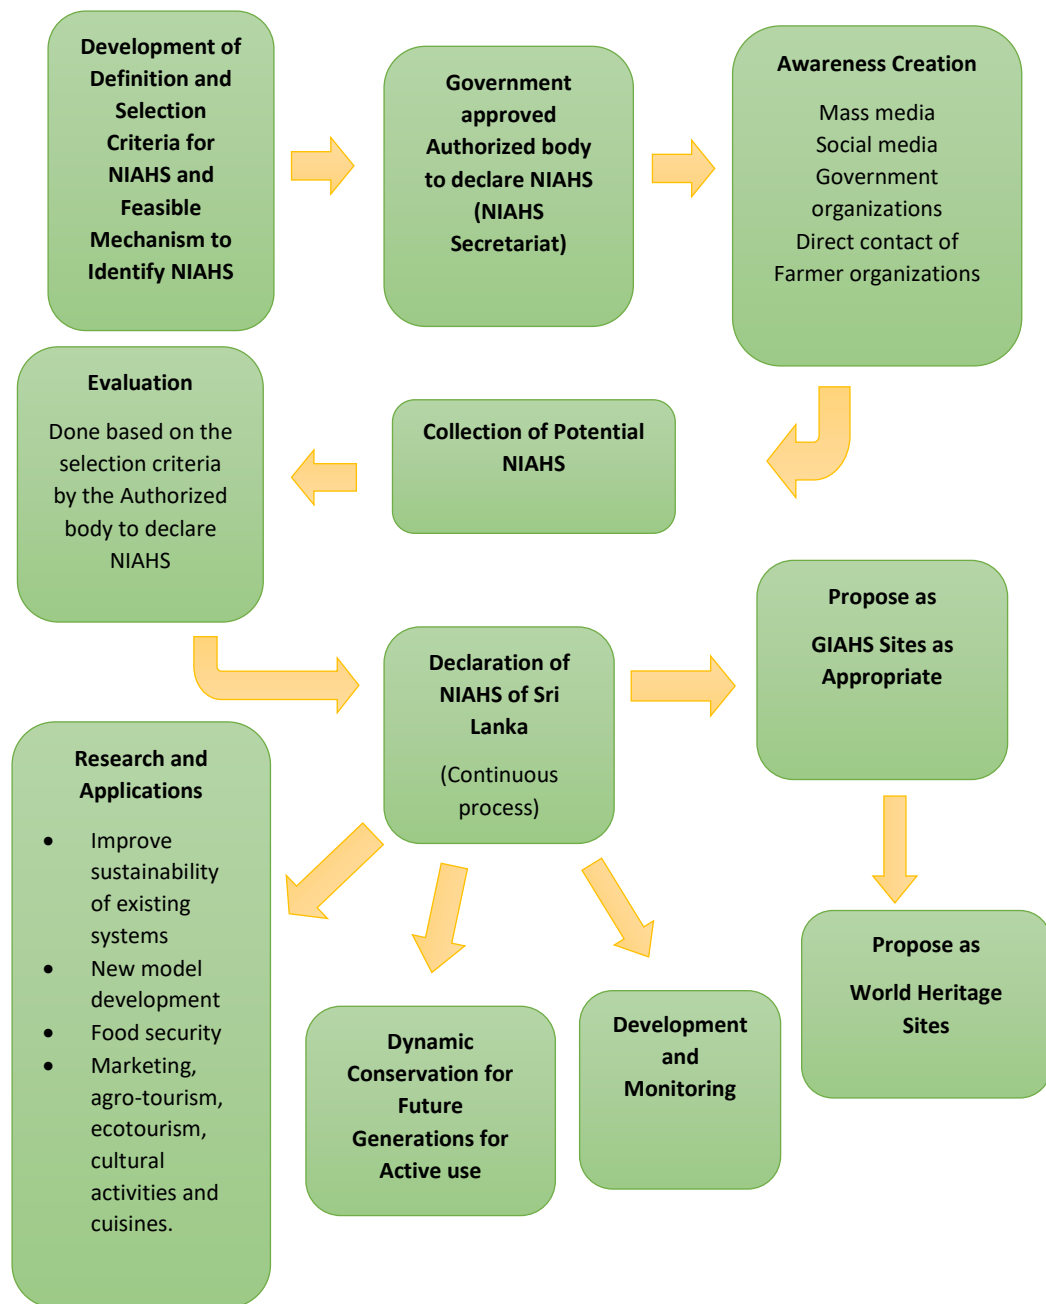 Development of
Definition and
Selection
Criteria for
NIAHS and
Feasible
Mechanism to
Identify NIAHS
Government
approved
Authorized body
to declare NIAHS
(NIAHS
Secretariat)
Awareness Creation
Mass media
Social media
Government
organizations
Direct contact of
Farmer organizations
Evaluation
Done based on the
selection criteria
by the Authorized
body to declare
NIAHS
Collection of Potential
NIAHS
Declaration of
NIAHS of Sri
Lanka
(Continuous
process)
Propose as
GIAHS Sites as
Appropriate
Research and
Applications
• Improve
sustainability
of existing
systems
• New model
development
• Food security
• Marketing,
agro-tourism,
ecotourism,
cultural
activities and
cuisines.
Dynamic
Conservation for
Future
Generations for
Active use
Development
and
Monitoring
Propose as
World Heritage
Sites